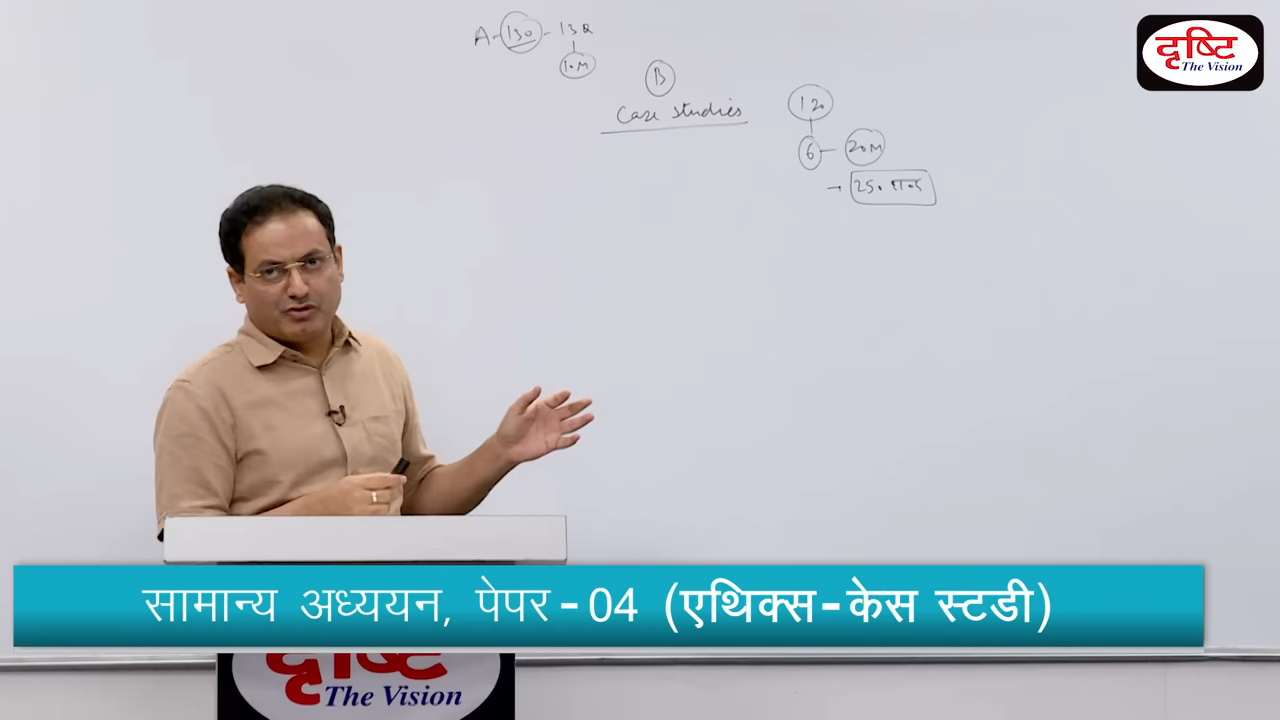 A - 130 - 13Q
10M
B
Case Studies
120
6 - 20M
→ 250 शब्द
दृष्टि
The Vision
सामान्य अध्ययन, पेपर - 04 (एथिक्स - केस स्टडी)
दृष्टि
The Vision